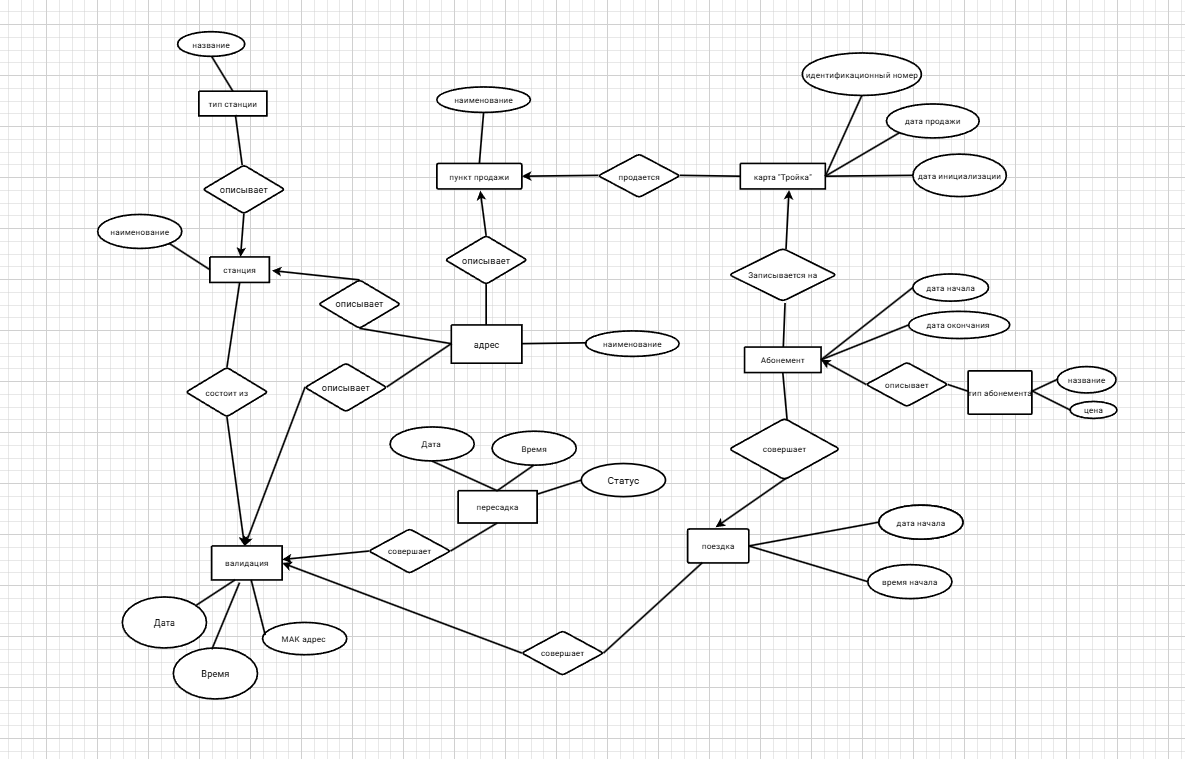 название
тип станции
описывает
наименование
станция
состоит из
валидация
Дата
Время
МАК адрес
наименование
пункт продажи
описывает
описывает
адрес
наименование
описывает
Дата
Время
Статус
пересадка
совершает
совершает
продается
идентификационный номер
дата продажи
карта "Тройка"
дата инициализации
Записывается на
дата начала
дата окончания
Абонемент
описывает
тип абонемента
название
цена
совершает
поездка
дата начала
время начала